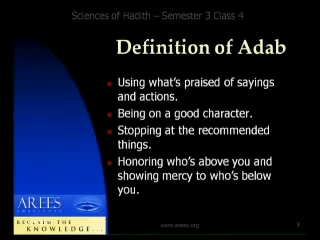 Sciences of Hadith – Semester 3 Class 4
Definition of Adab
Using what's praised of sayings
and actions.
Being on a good character.
Stopping at the recommended
things.
Honoring who's above you and
showing mercy to who's below
you.
AREES
INSTITUTE
RECLAIM THE
KNOWLEDGE...
www.arees.org